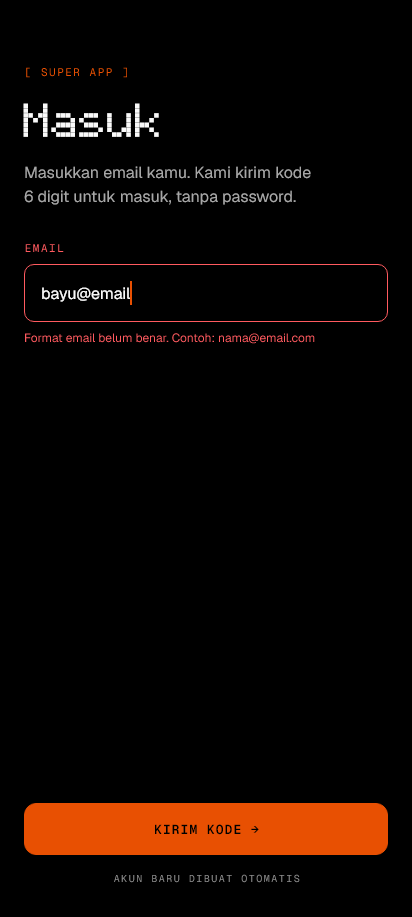 [ SUPER APP ]
Masuk
Masukkan email kamu. Kami kirim kode
6 digit untuk masuk, tanpa password.
EMAIL
bayu@email
Format email belum benar. Contoh: nama@email.com
KIRIM KODE →
AKUN BARU DIBUAT OTOMATIS